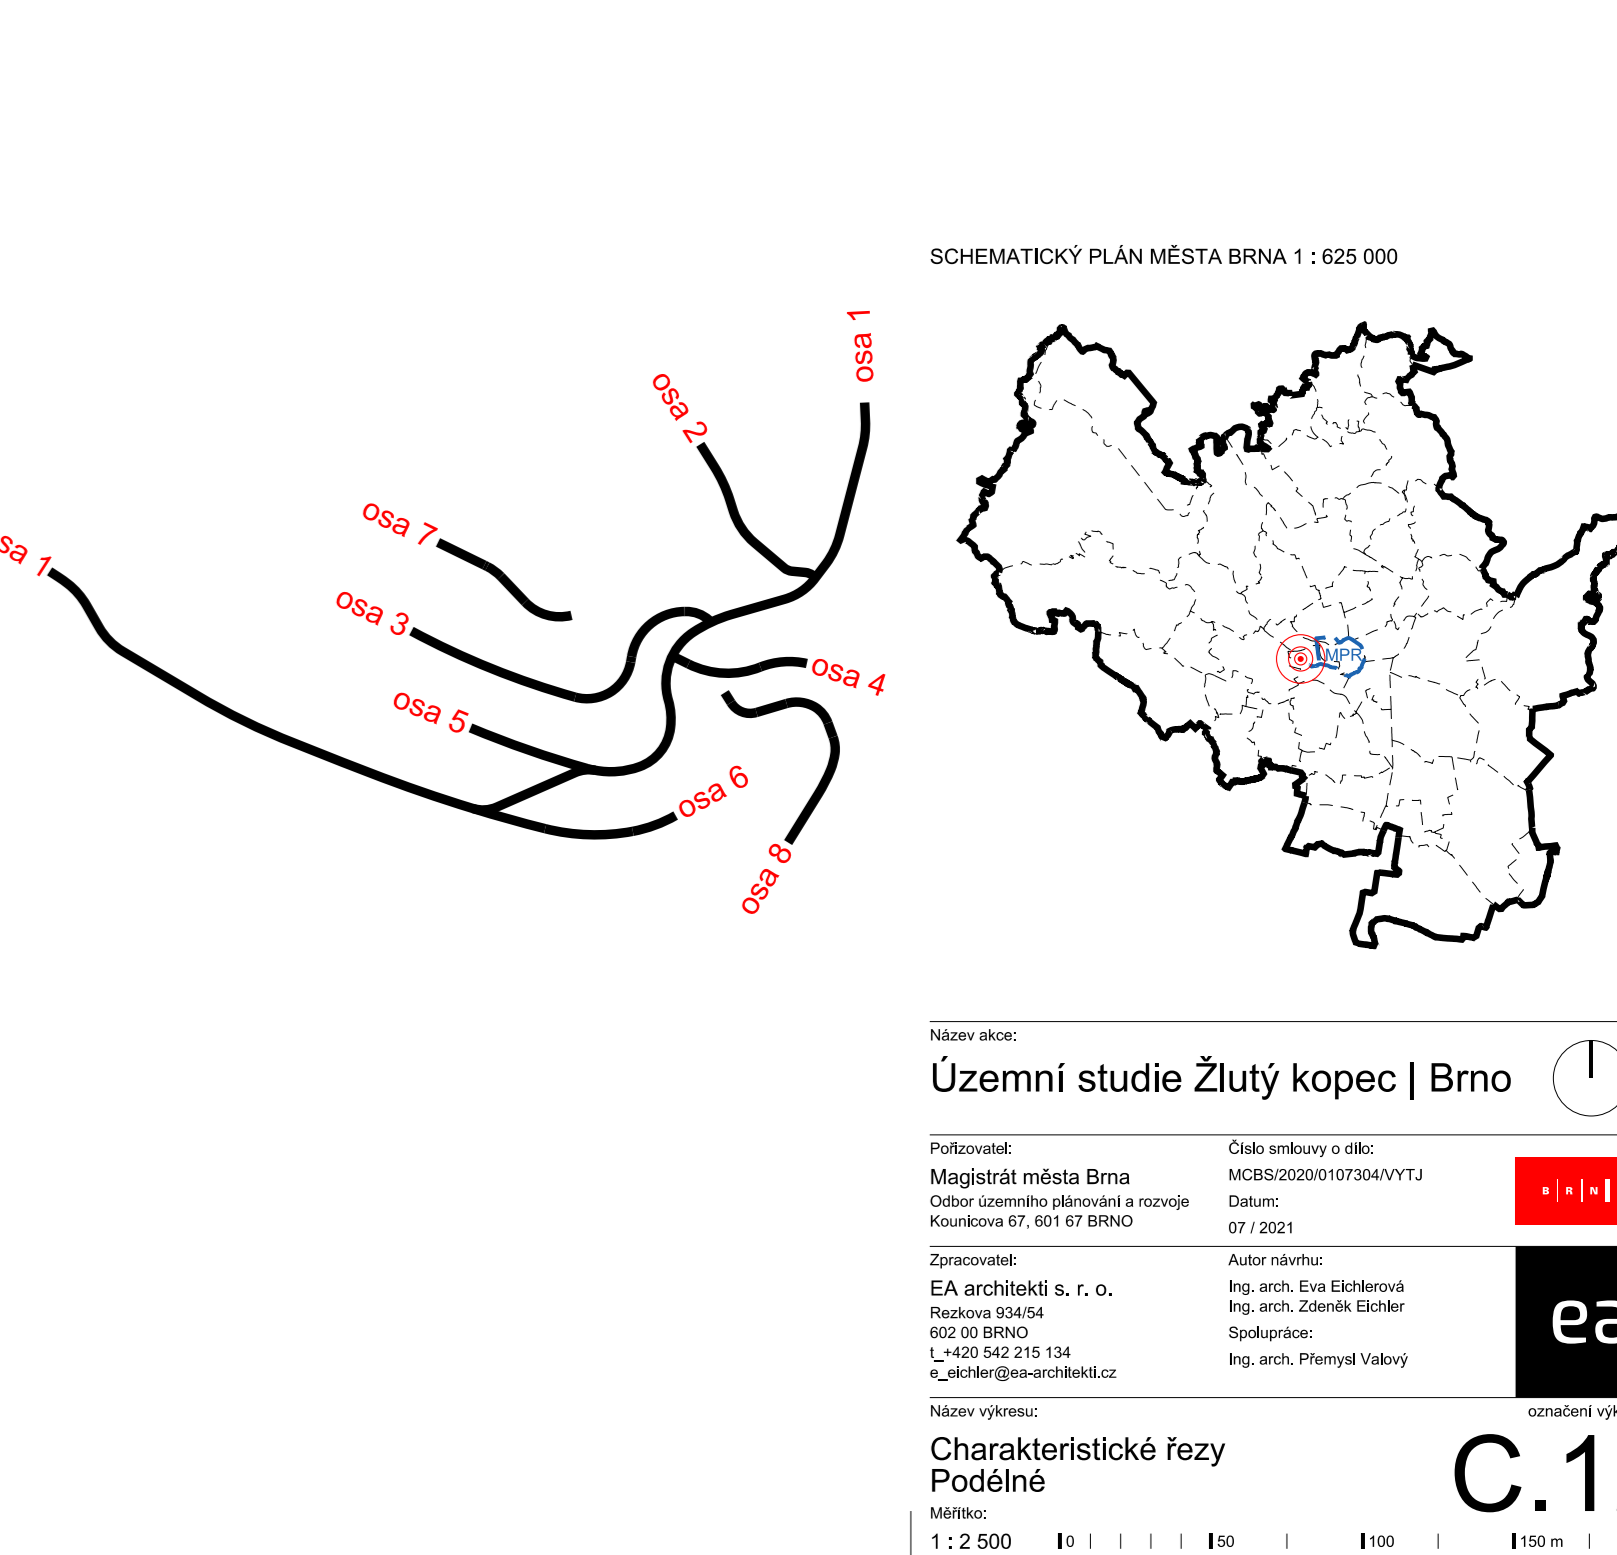 SCHEMATICKÝ PLÁN MĚSTA BRNA 1 : 625 000
osa 1
osa 2
osa 7
sa 1
osa 3
osa 4
osa 5
osa 6
osa 8
MPR
Název akce:
Územní studie Žlutý kopec | Brno
Pořizovatel:
Magistrát města Brna
Odbor územního plánování a rozvoje
Kounicova 67, 601 67 BRNO
Číslo smlouvy o dílo:
MCBS/2020/0107304/VYTJ
Datum:
07 / 2021
B | R | N |
Zpracovatel:
EA architekti s. r. o.
Rezkova 934/54
602 00 BRNO
t_+420 542 215 134
e_eichler@ea-architekti.cz
Autor návrhu:
Ing. arch. Eva Eichlerová
Ing. arch. Zdeněk Eichler
Spolupráce:
Ing. arch. Přemysl Valový
ea
Název výkresu:
Charakteristické řezy
Podélné
označení výk
C.1.
Měřítko:
1 : 2 500
0 50 100 150 m